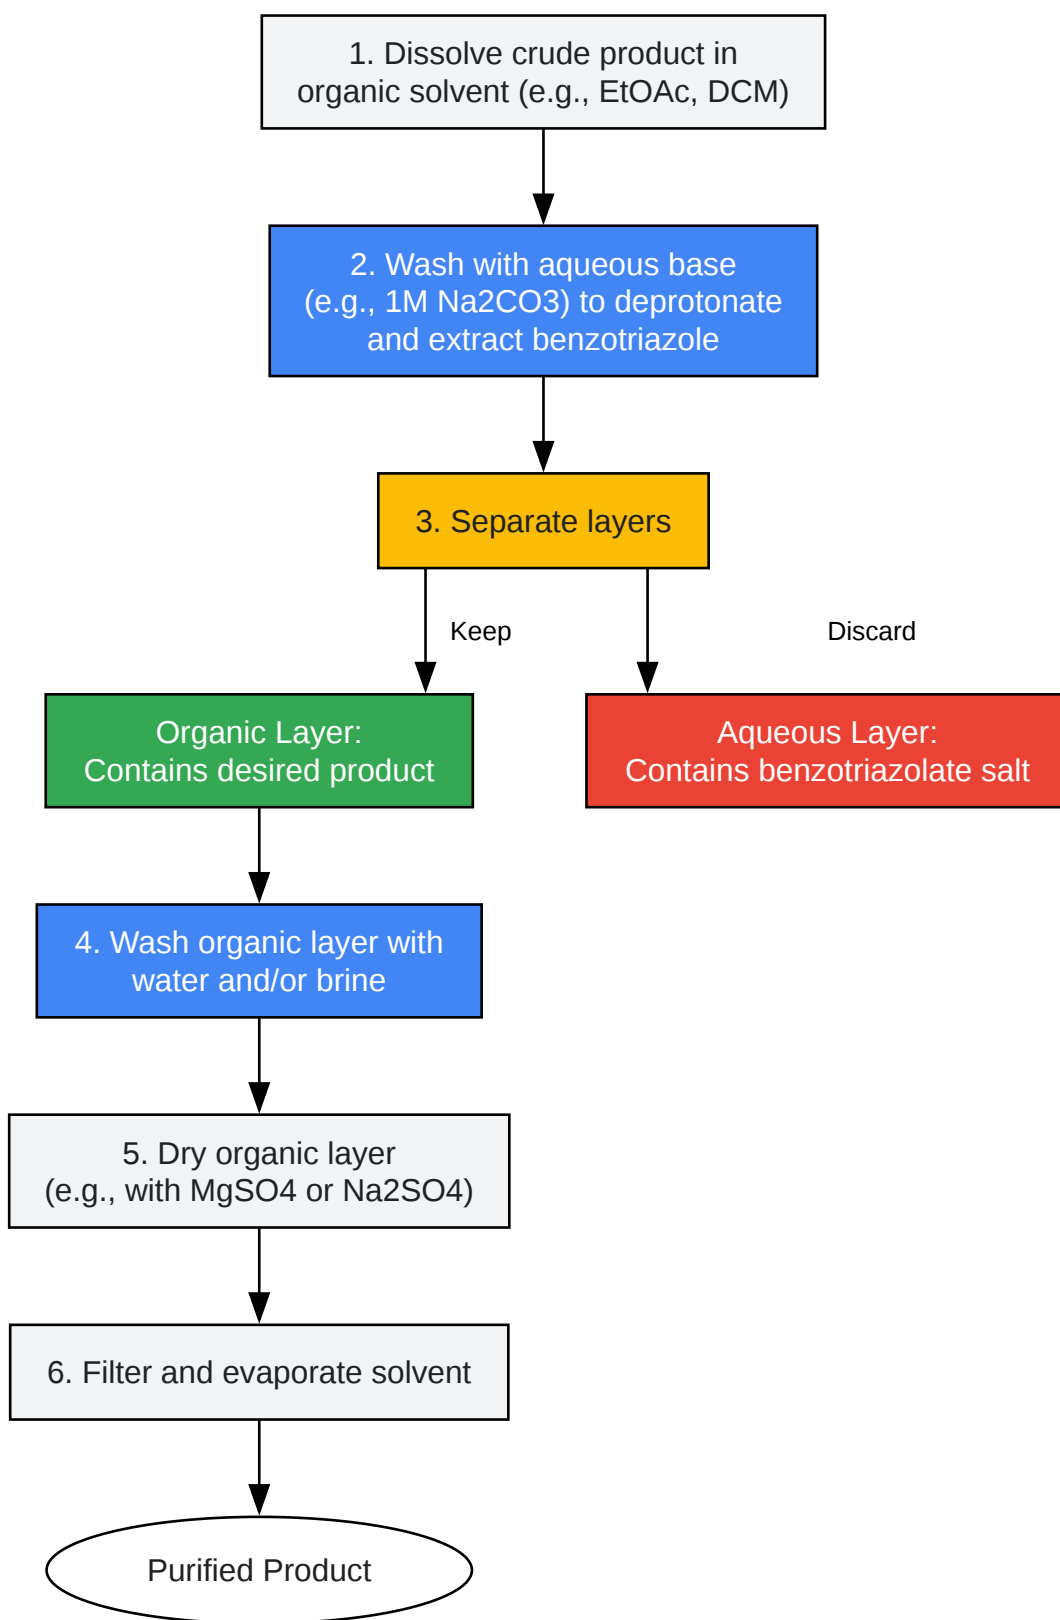 1. Dissolve crude product in
organic solvent (e.g., EtOAc, DCM)
2. Wash with aqueous base
(e.g., 1M Na2CO3) to deprotonate
and extract benzotriazole
3. Separate layers
Keep
Discard
Organic Layer:
Contains desired product
Aqueous Layer:
Contains benzotriazolate salt
4. Wash organic layer with
water and/or brine
5. Dry organic layer
(e.g., with MgSO4 or Na2SO4)
6. Filter and evaporate solvent
Purified Product